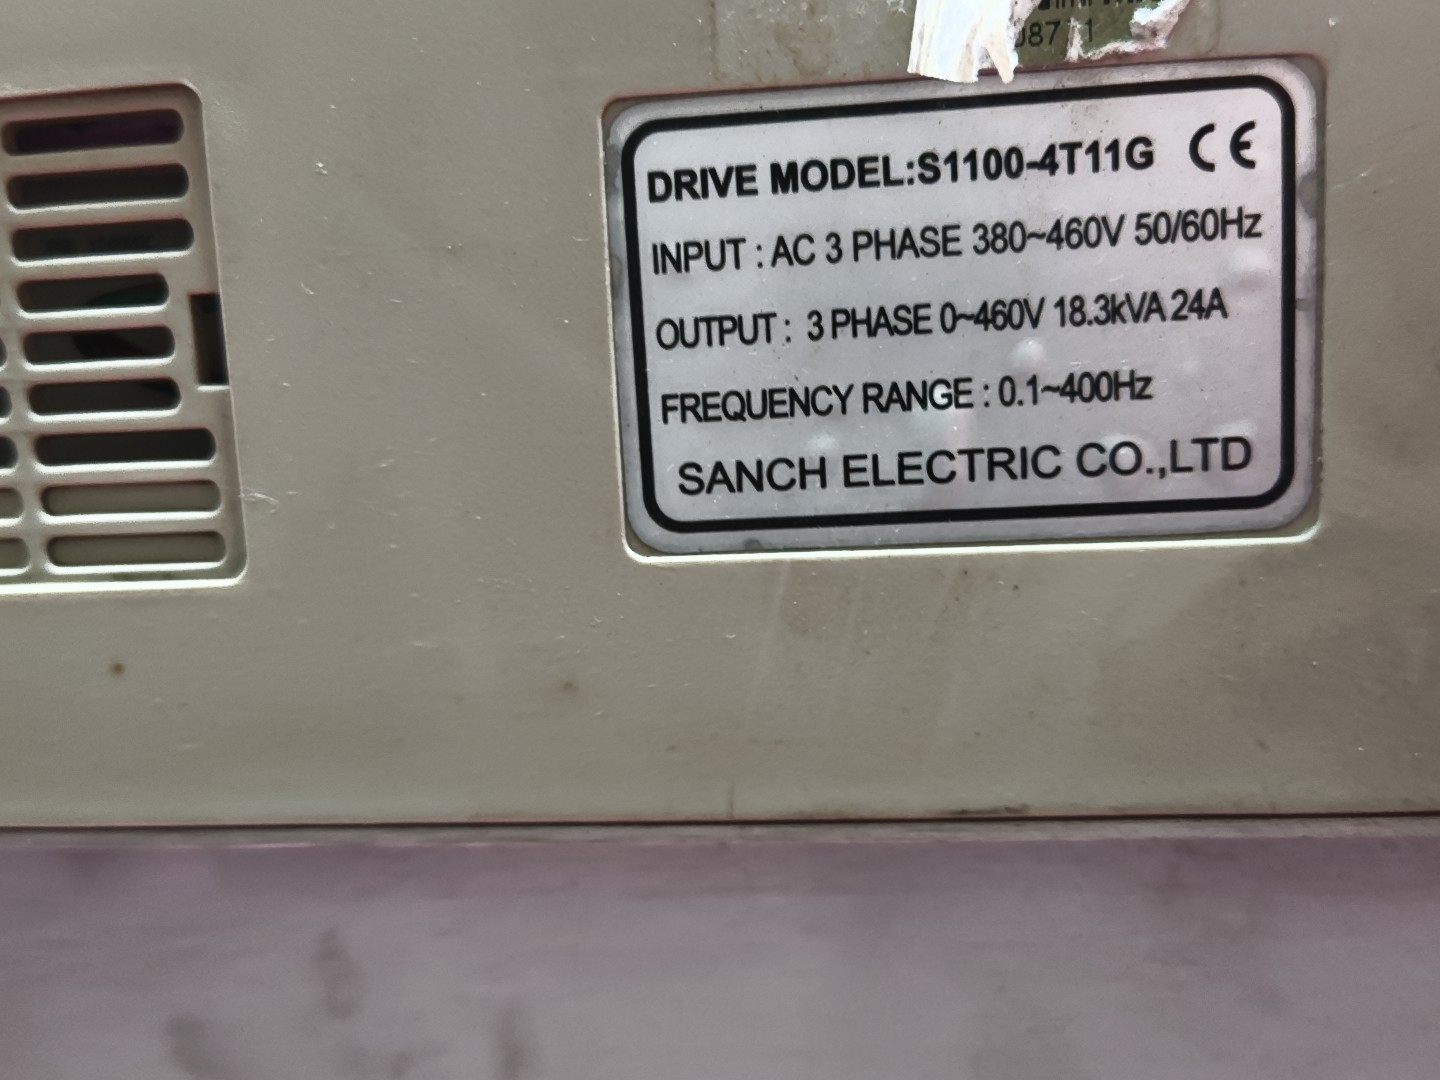 DRIVE MODEL:S1100-4T11G CE
INPUT : AC 3 PHASE 380~460V 50/60Hz
OUTPUT : 3 PHASE 0~460V 18.3kVA 24A
FREQUENCY RANGE : 0.1~400Hz
SANCH ELECTRIC CO.,LTD